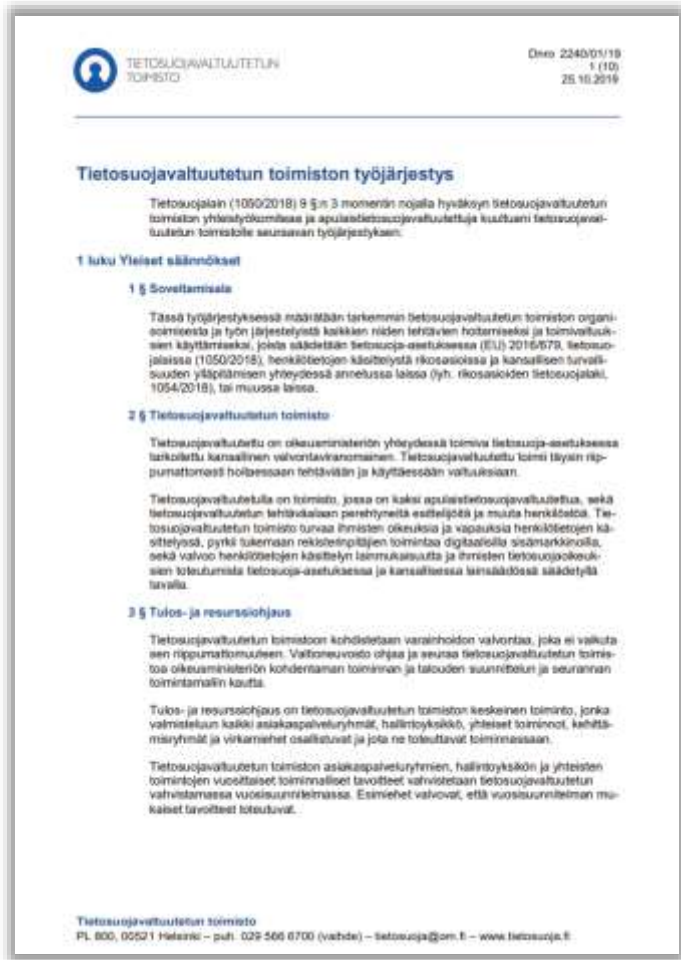 TIETOSUOJAVALTUUTETUN
TOIMISTO
Dnro 2240/01/19
1 (10)
25.10.2019
Tietosuojavaltuutetun toimiston työjärjestys
Tietosuojalain (1050/2018) 9 §:n 3 momentin nojalla hyväksyn tietosuojavaltuutetun
toimiston yhteistyökomiteaa ja apulaistietosuojavaltuutettuja kuultuani tietosuojaval-
tuutetun toimistolle seuraavan työjärjestyksen:
1 luku Yleiset säännökset
1 § Soveltamisala
Tässä työjärjestyksessä määrätään tarkemmin tietosuojavaltuutetun toimiston organi-
soimisesta ja työn järjestelyistä kaikkien niiden tehtävien hoitamiseksi ja toimivaltuuk-
sien käyttämiseksi, joista säädetään tietosuoja-asetuksessa (EU) 2016/679, tietosuo-
jalaissa (1050/2018), henkilötietojen käsittelystä rikosasioissa ja kansallisen turvalli-
suuden ylläpitämisen yhteydessä annetussa laissa (lyh. rikosasioiden tietosuojalaki,
1054/2018), tai muussa laissa.
2 § Tietosuojavaltuutetun toimisto
Tietosuojavaltuutettu on oikeusministeriön yhteydessä toimiva tietosuoja-asetuksessa
tarkoitettu kansallinen valvontaviranomainen. Tietosuojavaltuutettu toimii täysin riip-
pumattomasti hoitaessaan tehtäviään ja käyttäessään valtuuksiaan.
Tietosuojavaltuutetulla on toimisto, jossa on kaksi apulaistietosuojavaltuutettua, sekä
tietosuojavaltuutetun tehtäväalaan perehtyneitä esittelijöitä ja muuta henkilöstöä. Tie-
tosuojavaltuutetun toimisto turvaa ihmisten oikeuksia ja vapauksia henkilötietojen kä-
sittelyssä, pyrkii tukemaan rekisterinpitäjien toimintaa digitaalisilla sisämarkkinoilla,
sekä valvoo henkilötietojen käsittelyn lainmukaisuutta ja ihmisten tietosuojaoikeuk-
sien toteutumista tietosuoja-asetuksessa ja kansallisessa lainsäädössä säädetyllä
tavalla.
3 § Tulos- ja resurssiohjaus
Tietosuojavaltuutetun toimistoon kohdistetaan varainhoidon valvontaa, joka ei vaikuta
sen riippumattomuuteen. Valtioneuvosto ohjaa ja seuraa tietosuojavaltuutetun toimis-
toa oikeusministeriön kohdentaman toiminnan ja talouden suunnittelun ja seurannan
toimintamallin kautta.
Tulos- ja resurssiohjaus on tietosuojavaltuutetun toimiston keskeinen toiminto, jonka
valmisteluun kaikki asiakaspalveluryhmät, hallintoyksikkö, yhteiset toiminnot, kehittä-
misryhmät ja virkamiehet osallistuvat ja jota ne toteuttavat toiminnassaan.
Tietosuojavaltuutetun toimiston asiakaspalveluryhmien, hallintoyksikön ja yhteisten
toimintojen vuosittaiset toiminnalliset tavoitteet vahvistetaan tietosuojavaltuutetun
vahvistamassa vuosisuunnitelmassa. Esimiehet valvovat, että vuosisuunnitelman mu-
kaiset tavoitteet toteutuvat.
Tietosuojavaltuutetun toimisto
PL 800, 00521 Helsinki – puh. 029 566 6700 (vaihde) – tietosuoja@om.fi – www.tietosuoja.fi